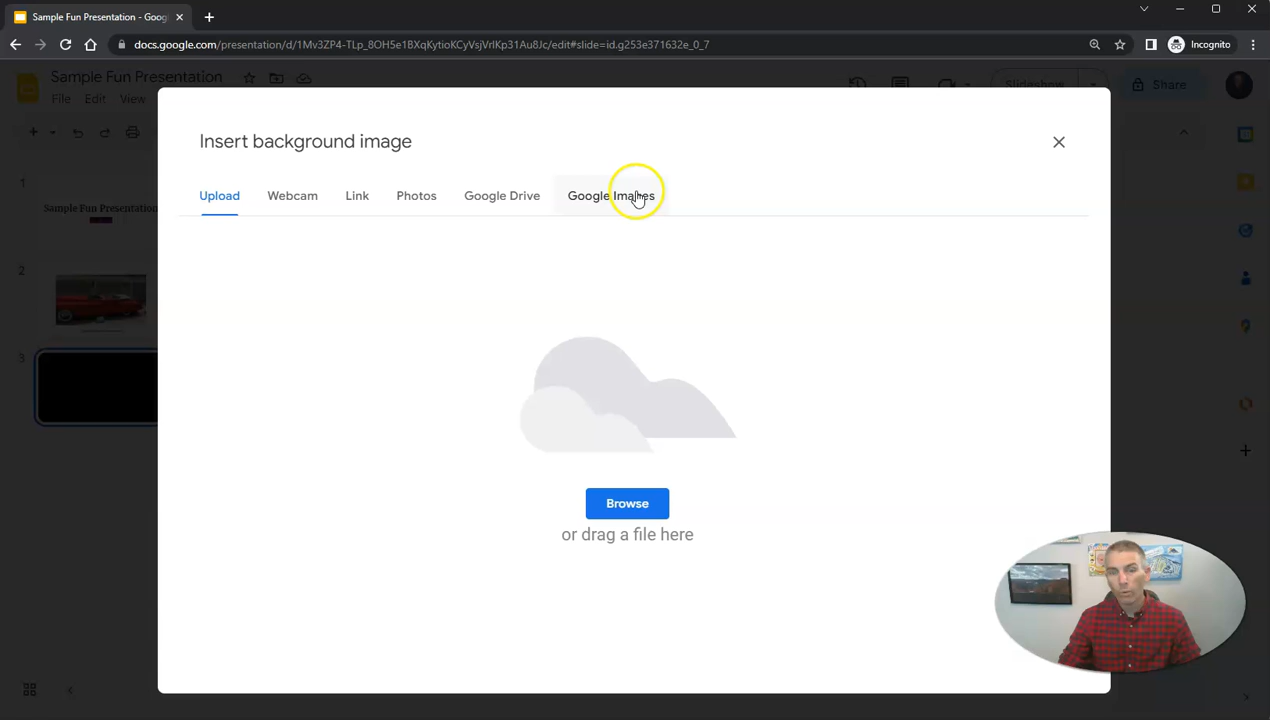 Sample Fun Presentation - Goog
docs.google.com/presentation/d/1Mv3ZP4-TLp_8OH5e1BXqKytioKCyVsjVrIKp31Au8Jc/edit#slide=id.g253e371632e_0_7
Incognito
Sample Fun Presentation
File Edit View
Slideshow
Share
Insert background image
Upload Webcam Link Photos Google Drive Google Images
1
Sample Fun Presentation
2
3
Browse
or drag a file here